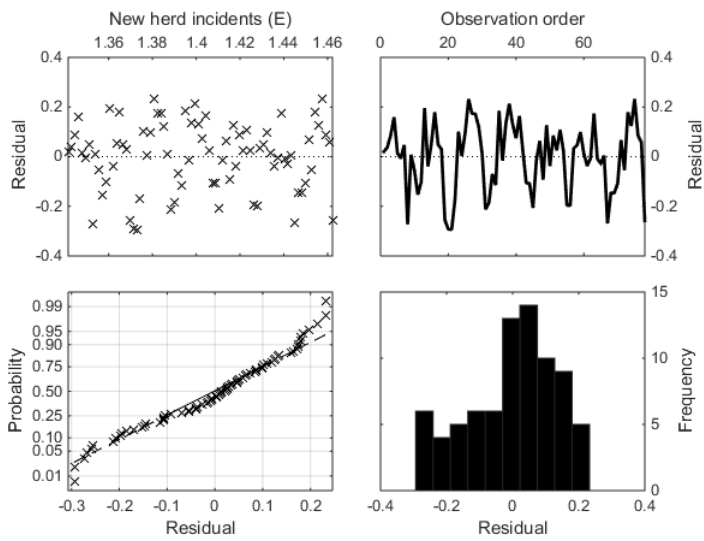 New herd incidents (E)
1.36 1.38 1.4 1.42 1.44 1.46
0.4
0.2
0
-0.2
-0.4
Residual
Observation order
0 20 40 60
0.4
0.2
0
-0.2
-0.4
Residual
0.99
0.95
0.90
0.75
0.50
0.25
0.10
0.05
0.01
Probability
-0.3 -0.2 -0.1 0 0.1 0.2
Residual
15
10
5
0
Frequency
-0.4 -0.2 0 0.2 0.4
Residual